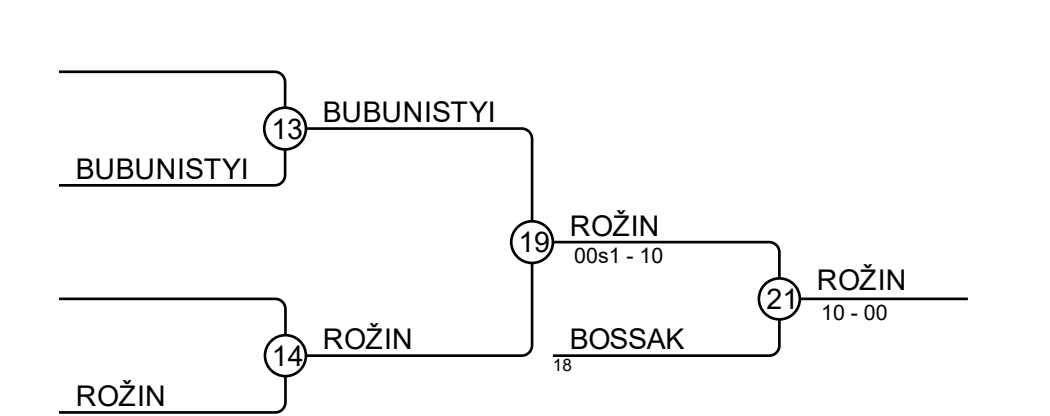 BUBUNISTYI
13
BUBUNISTYI
ROŽIN
19
00s1 - 10
ROŽIN
21
10 - 00
ROŽIN
14
BOSSAK
18
ROŽIN